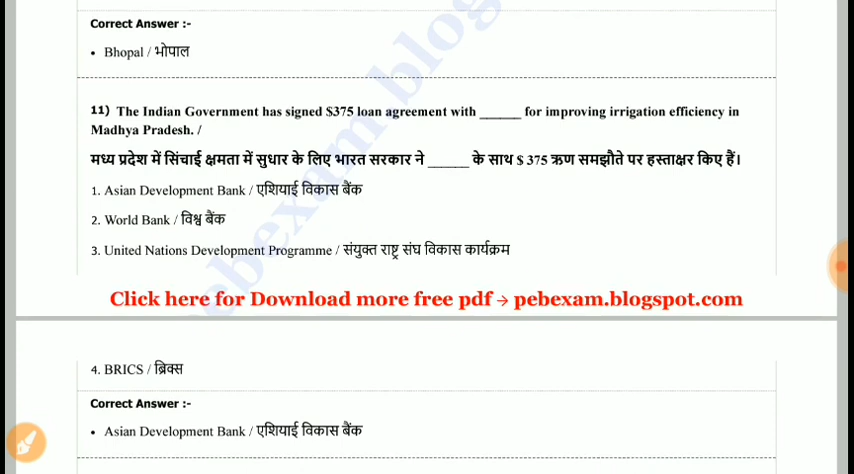 Correct Answer :-
• Bhopal / भोपाल
11) The Indian Government has signed $375 loan agreement with ______ for improving irrigation efficiency in
Madhya Pradesh. /
मध्य प्रदेश में सिंचाई क्षमता में सुधार के लिए भारत सरकार ने ______ के साथ $ 375 ऋण समझौते पर हस्ताक्षर किए हैं।
1. Asian Development Bank / एशियाई विकास बैंक
2. World Bank / विश्व बैंक
3. United Nations Development Programme / संयुक्त राष्ट्र संघ विकास कार्यक्रम
Click here for Download more free pdf → pebexam.blogspot.com
4. BRICS / ब्रिक्स
Correct Answer :-
• Asian Development Bank / एशियाई विकास बैंक